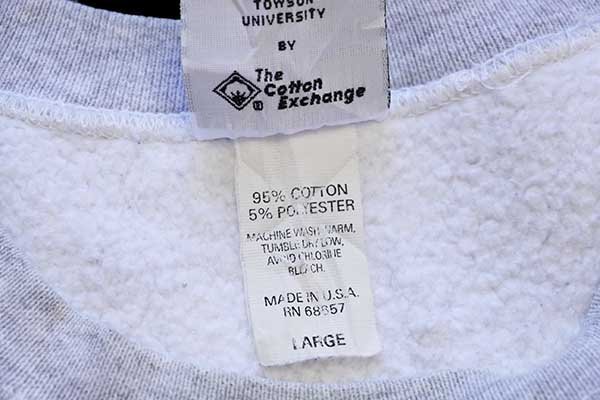 TOWSON
UNIVERSITY
BY
The
Cotton
Exchange
®
95% COTTON
5% POLYESTER
MACHINE WASH WARM,
TUMBLE DRY LOW,
AVOID CHLORINE
BLEACH.
MADE IN U.S.A.
RN 68957
LARGE